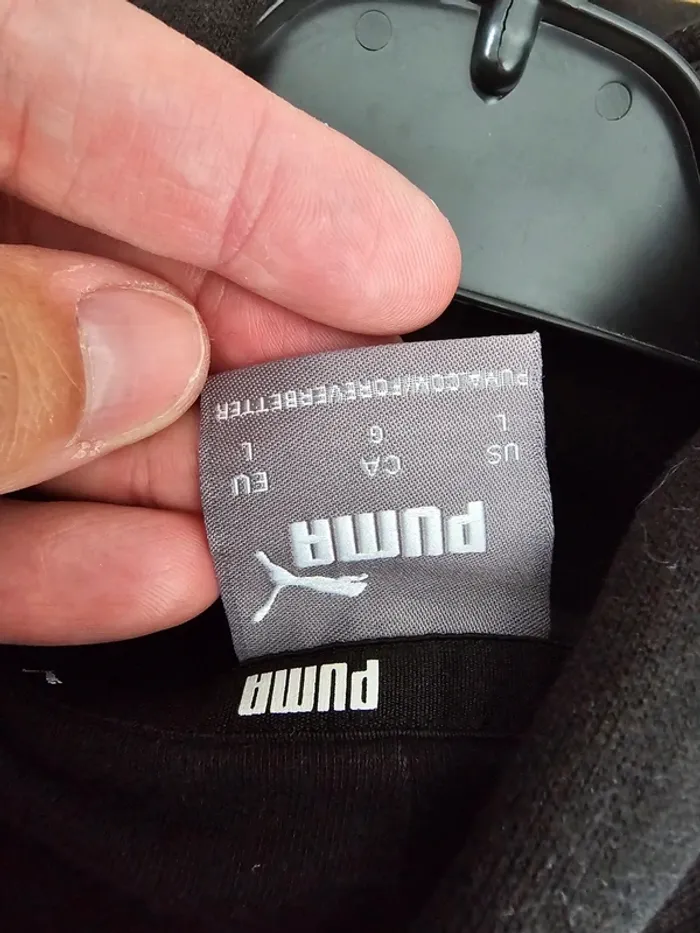 PUMA
PUMA
US CA EU
L G L
PUMA.COM/FOREVERBETTER